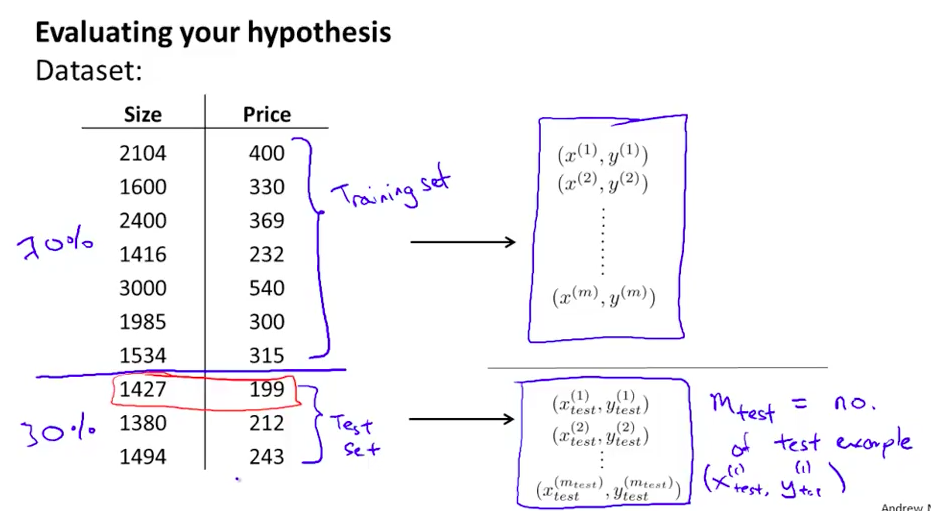 Evaluating your hypothesis
Dataset:
Size Price
2104 400
1600 330
2400 369
1416 232
3000 540
1985 300
1534 315
1427 199
1380 212
1494 243
70%
30%
Training set
Test
set
(x^{(1)}, y^{(1)})
(x^{(2)}, y^{(2)})
⋮
(x^{(m)}, y^{(m)})
(x_{test}^{(1)}, y_{test}^{(1)})
(x_{test}^{(2)}, y_{test}^{(2)})
⋮
(x_{test}^{(m_{test})}, y_{test}^{(m_{test})})
m_{test} = no.
of test example
(x_{test}^{(1)}, y_{test}^{(1)})
Andrew N